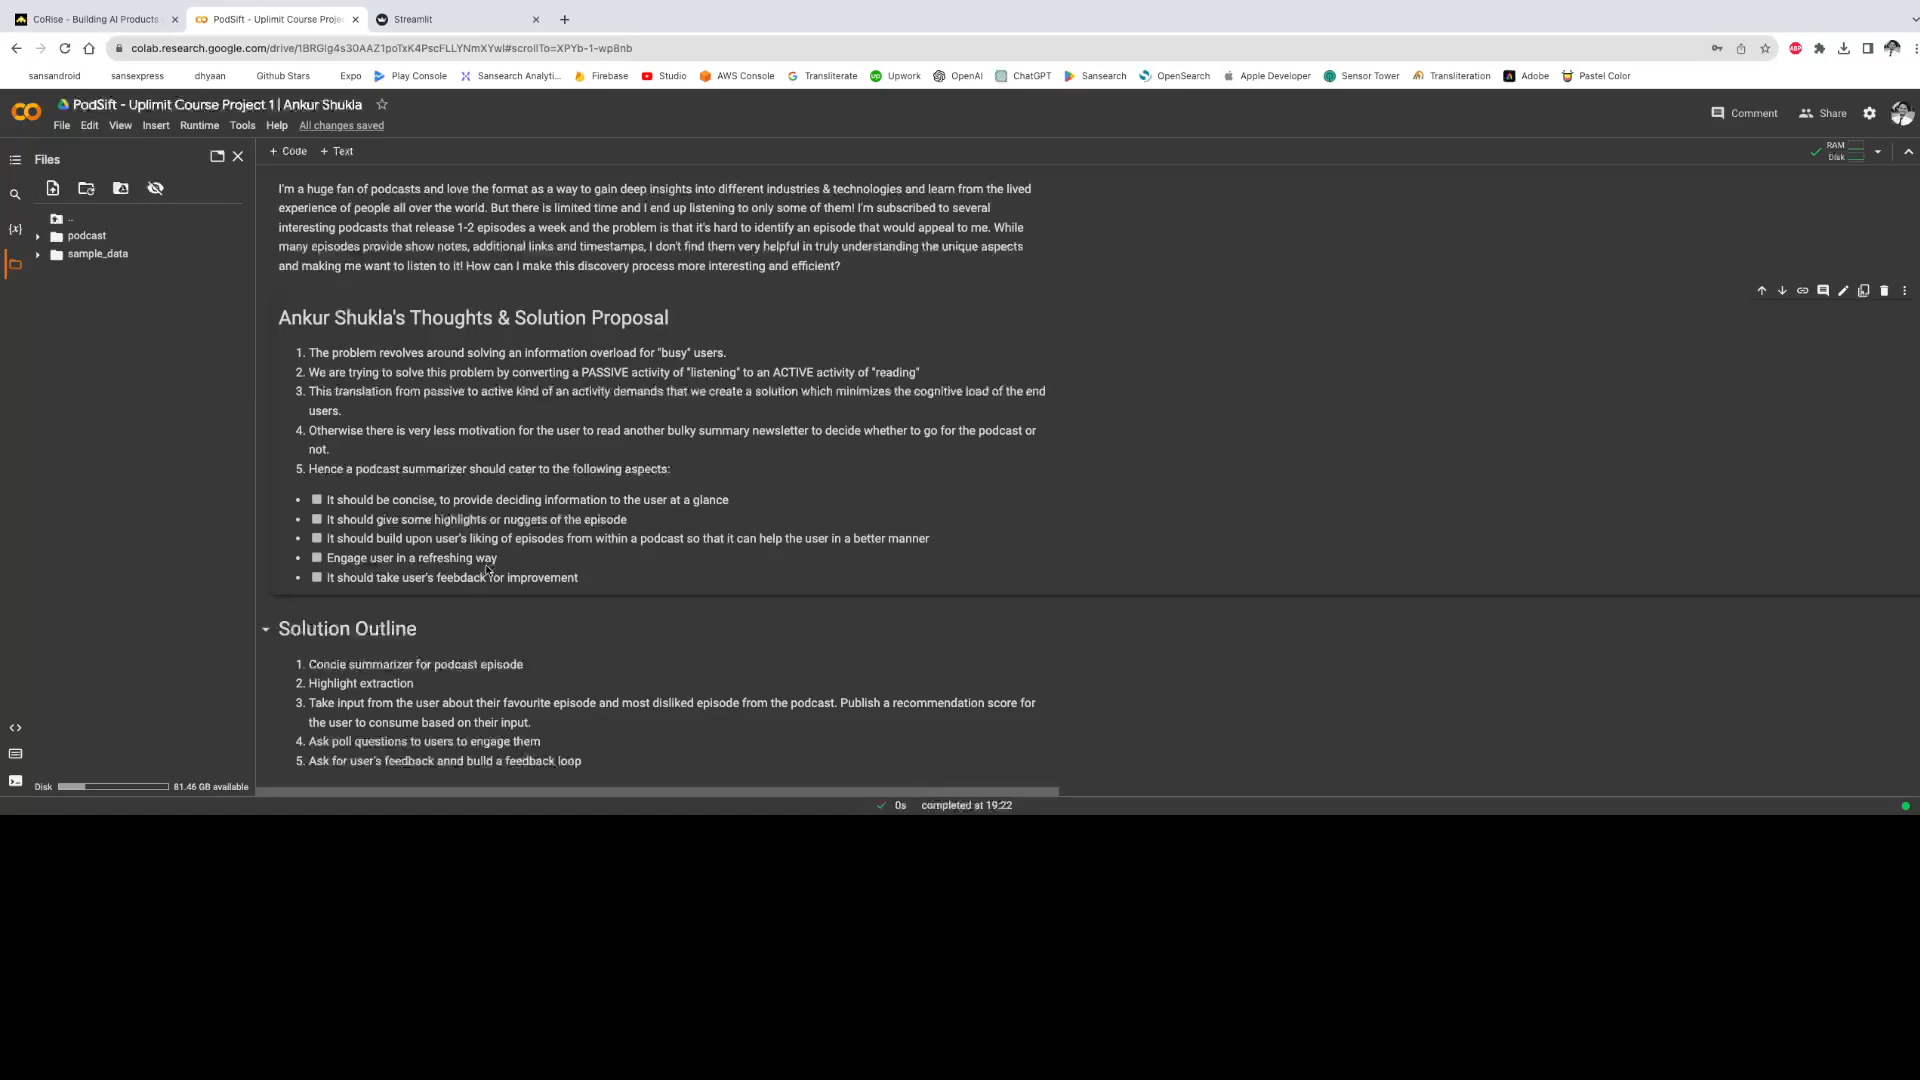 CoRise - Building AI Products
PodSift - Uplimit Course Proje
Streamlit
colab.research.google.com/drive/1BRGlg4s30AAZ1poTxK4PscFLLYNmXYwl#scrollTo=XPYb-1-wp8nb
sansandroid sansexpress dhyaan Github Stars Expo Play Console Sansearch Analyti... Firebase Studio AWS Console Transliterate Upwork OpenAI ChatGPT Sansearch OpenSearch Apple Developer Sensor Tower Transliteration Adobe Pastel Color
PodSift - Uplimit Course Project 1 | Ankur Shukla
Comment Share
File Edit View Insert Runtime Tools Help All changes saved
Files
+ Code + Text
RAM
Disk
..
podcast
sample_data
I'm a huge fan of podcasts and love the format as a way to gain deep insights into different industries & technologies and learn from the lived
experience of people all over the world. But there is limited time and I end up listening to only some of them! I'm subscribed to several
interesting podcasts that release 1-2 episodes a week and the problem is that it's hard to identify an episode that would appeal to me. While
many episodes provide show notes, additional links and timestamps, I don't find them very helpful in truly understanding the unique aspects
and making me want to listen to it! How can I make this discovery process more interesting and efficient?
Ankur Shukla's Thoughts & Solution Proposal
1. The problem revolves around solving an information overload for "busy" users.
2. We are trying to solve this problem by converting a PASSIVE activity of "listening" to an ACTIVE activity of "reading"
3. This translation from passive to active kind of an activity demands that we create a solution which minimizes the cognitive load of the end
users.
4. Otherwise there is very less motivation for the user to read another bulky summary newsletter to decide whether to go for the podcast or
not.
5. Hence a podcast summarizer should cater to the following aspects:
• It should be concise, to provide deciding information to the user at a glance
• It should give some highlights or nuggets of the episode
• It should build upon user's liking of episodes from within a podcast so that it can help the user in a better manner
• Engage user in a refreshing way
• It should take user's feebdack for improvement
Solution Outline
1. Concie summarizer for podcast episode
2. Highlight extraction
3. Take input from the user about their favourite episode and most disliked episode from the podcast. Publish a recommendation score for
the user to consume based on their input.
4. Ask poll questions to users to engage them
5. Ask for user's feedback annd build a feedback loop
Disk 81.46 GB available
0s completed at 19:22